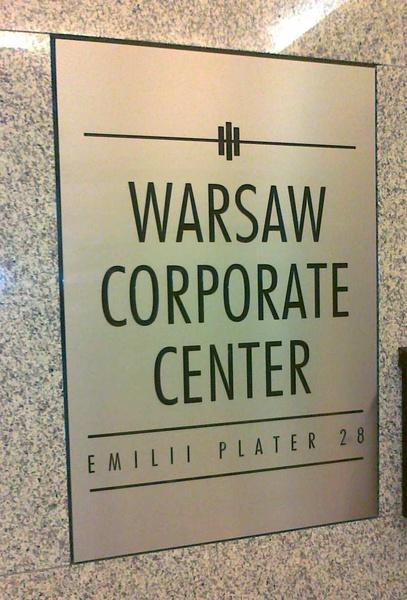 WARSAW
CORPORATE
CENTER
EMILII PLATER 28